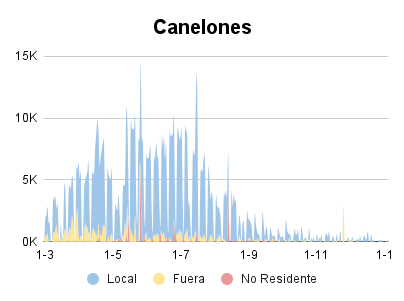 Canelones
15K
10K
5K
0K
1-3 1-5 1-7 1-9 1-11 1-1
Local Fuera No Residente